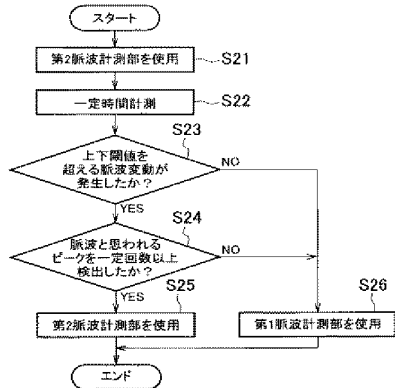 スタート
第2脈波計測部を使用
S21
一定時間計測
S22
S23
上下閾値を
超える脈波変動が
発生したか？
NO
YES
S24
脈波と思われる
ピークを一定回数以上
検出したか？
NO
YES
S25
第2脈波計測部を使用
S26
第1脈波計測部を使用
エンド